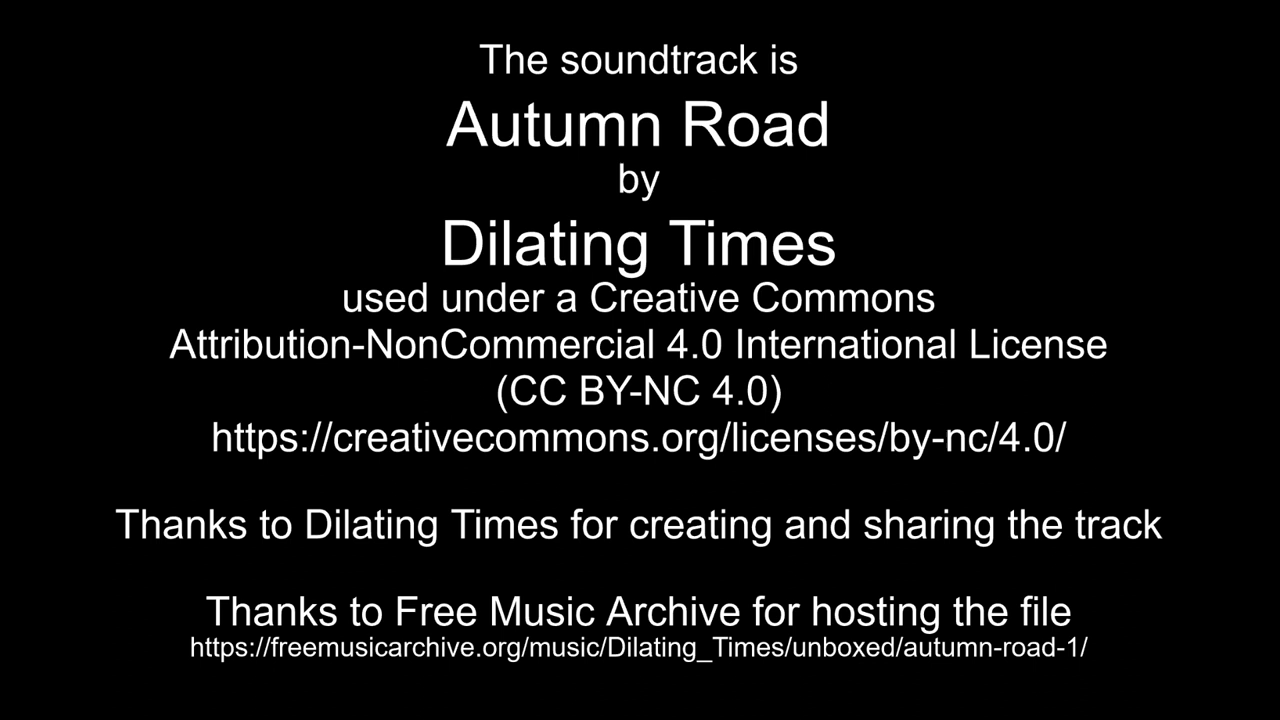 The soundtrack is
Autumn Road
by
Dilating Times
used under a Creative Commons
Attribution-NonCommercial 4.0 International License
(CC BY-NC 4.0)
https://creativecommons.org/licenses/by-nc/4.0/
Thanks to Dilating Times for creating and sharing the track
Thanks to Free Music Archive for hosting the file
https://freemusicarchive.org/music/Dilating_Times/unboxed/autumn-road-1/